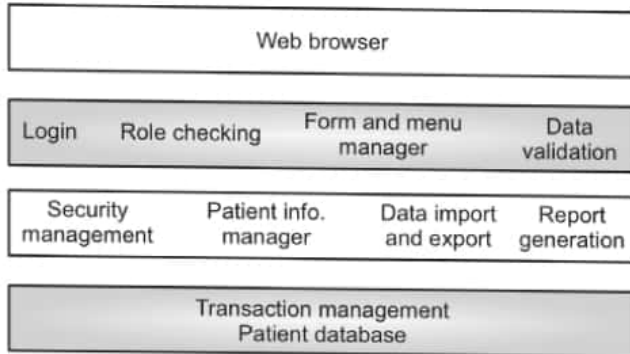 Web browser
Login Role checking Form and menu manager Data validation
Security management Patient info. manager Data import and export Report generation
Transaction management
Patient database